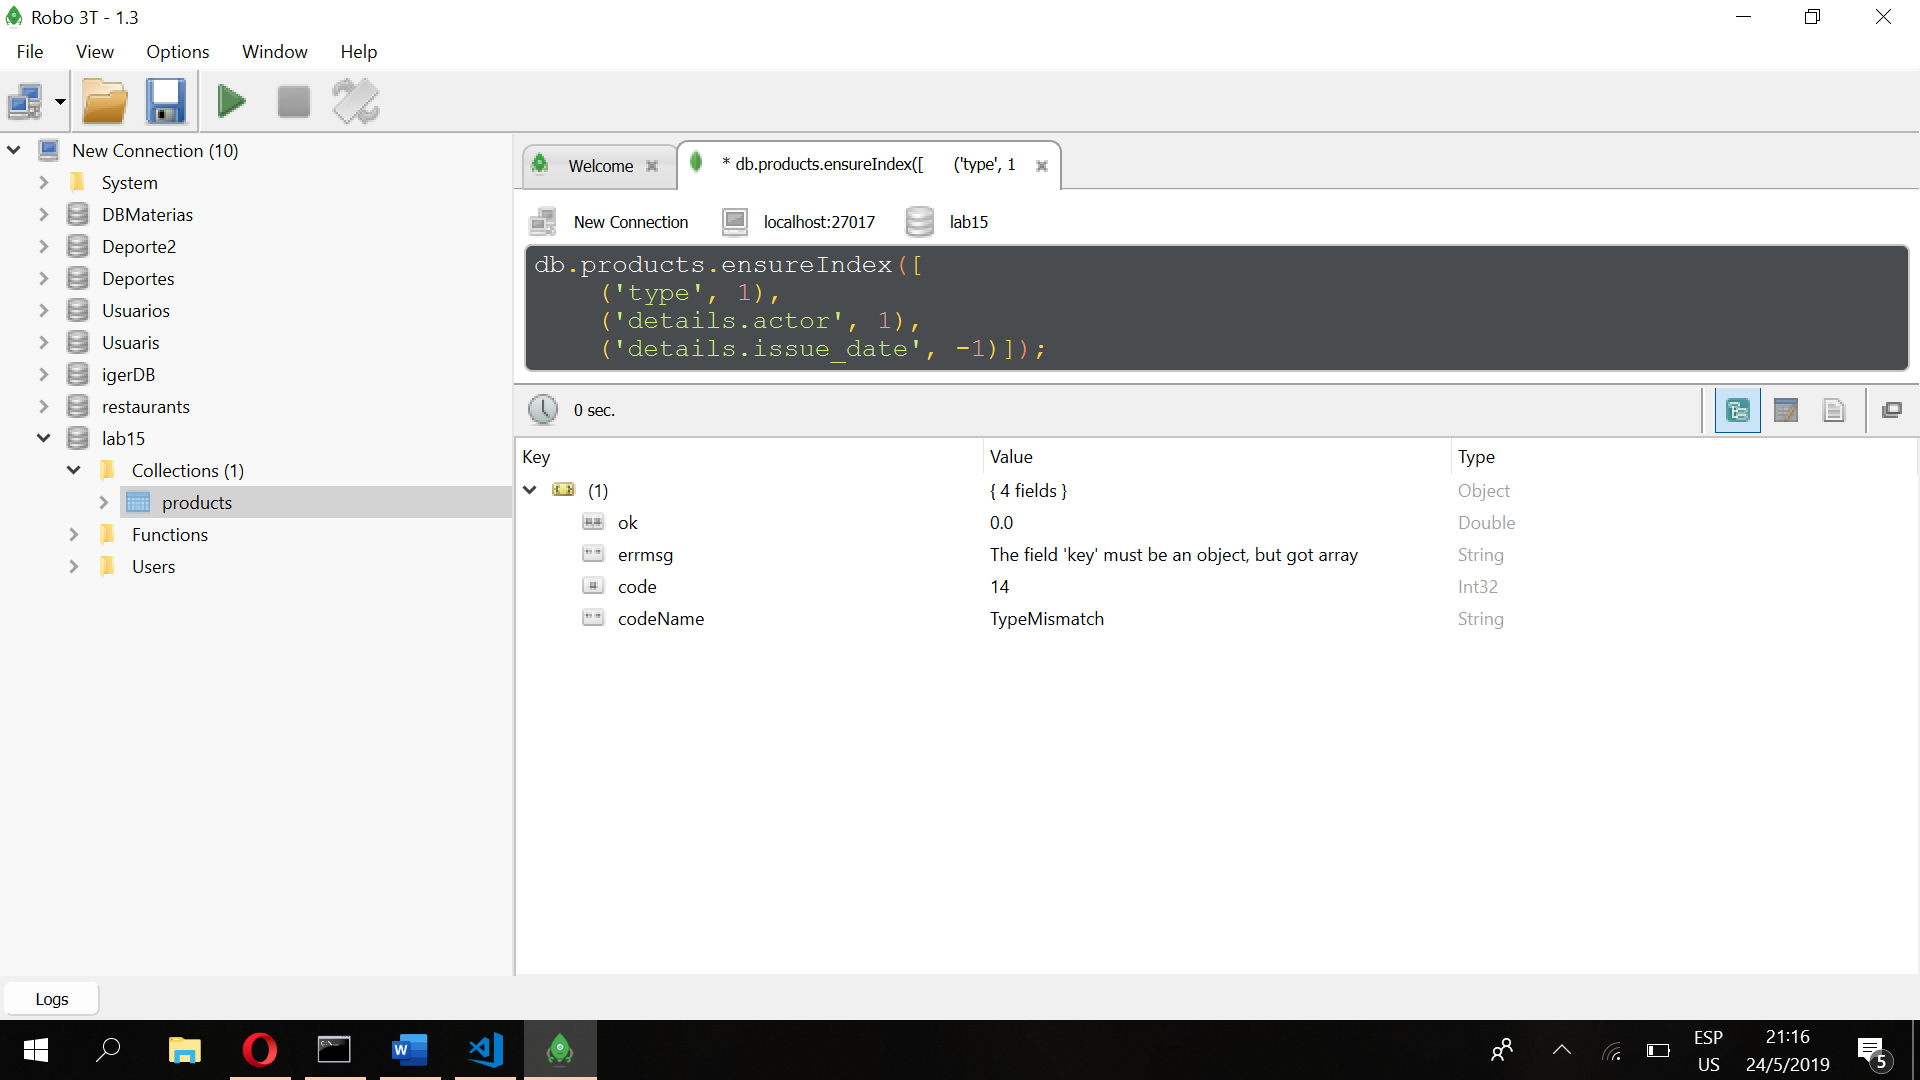 Robo 3T - 1.3
File View Options Window Help
New Connection (10)
System
DBMaterias
Deporte2
Deportes
Usuarios
Usuaris
igerDB
restaurants
lab15
Collections (1)
products
Functions
Users
Welcome
* db.products.ensureIndex([ ('type', 1
New Connection localhost:27017 lab15
db.products.ensureIndex([
('type', 1),
('details.actor', 1),
('details.issue_date', -1)]);
0 sec.
Key Value Type
(1) { 4 fields } Object
ok 0.0 Double
errmsg The field 'key' must be an object, but got array String
code 14 Int32
codeName TypeMismatch String
Logs
ESP 21:16
US 24/5/2019
5